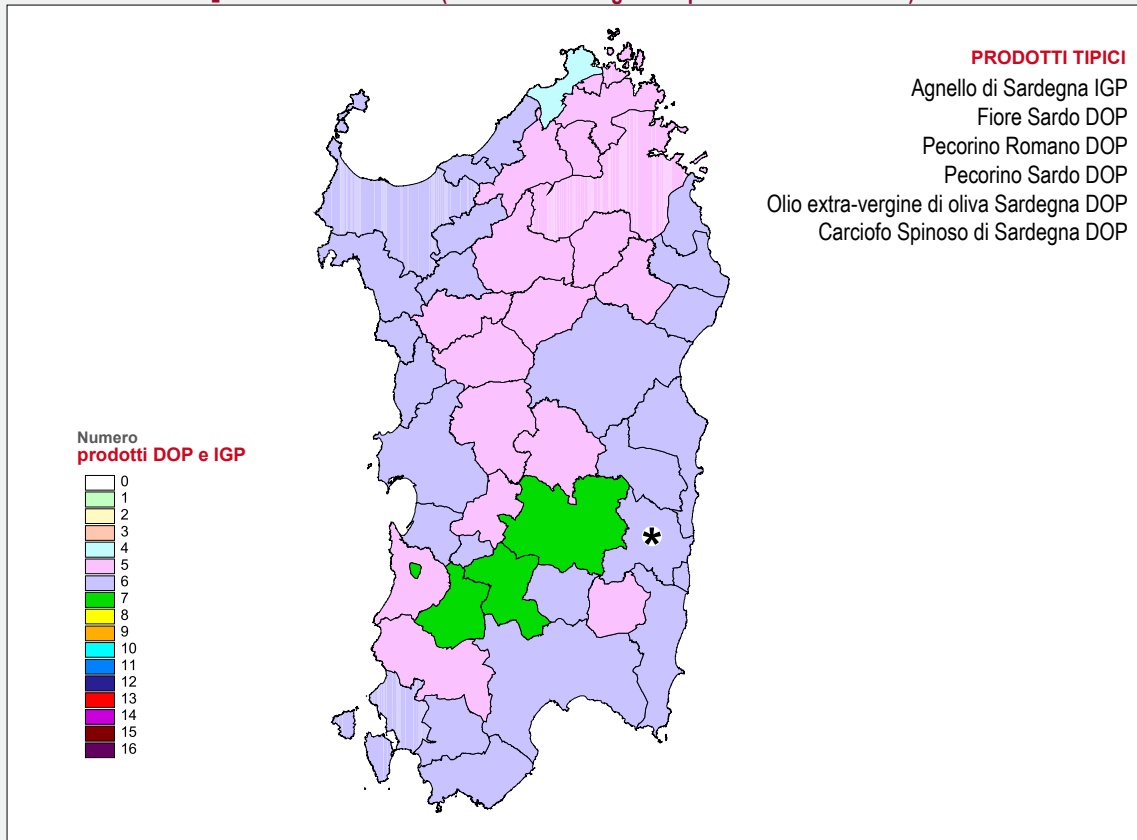 PRODOTTI TIPICI
Agnello di Sardegna IGP
Fiore Sardo DOP
Pecorino Romano DOP
Pecorino Sardo DOP
Olio extra-vergine di oliva Sardegna DOP
Carciofo Spinoso di Sardegna DOP
*
Numero
prodotti DOP e IGP
0
1
2
3
4
5
6
7
8
9
10
11
12
13
14
15
16